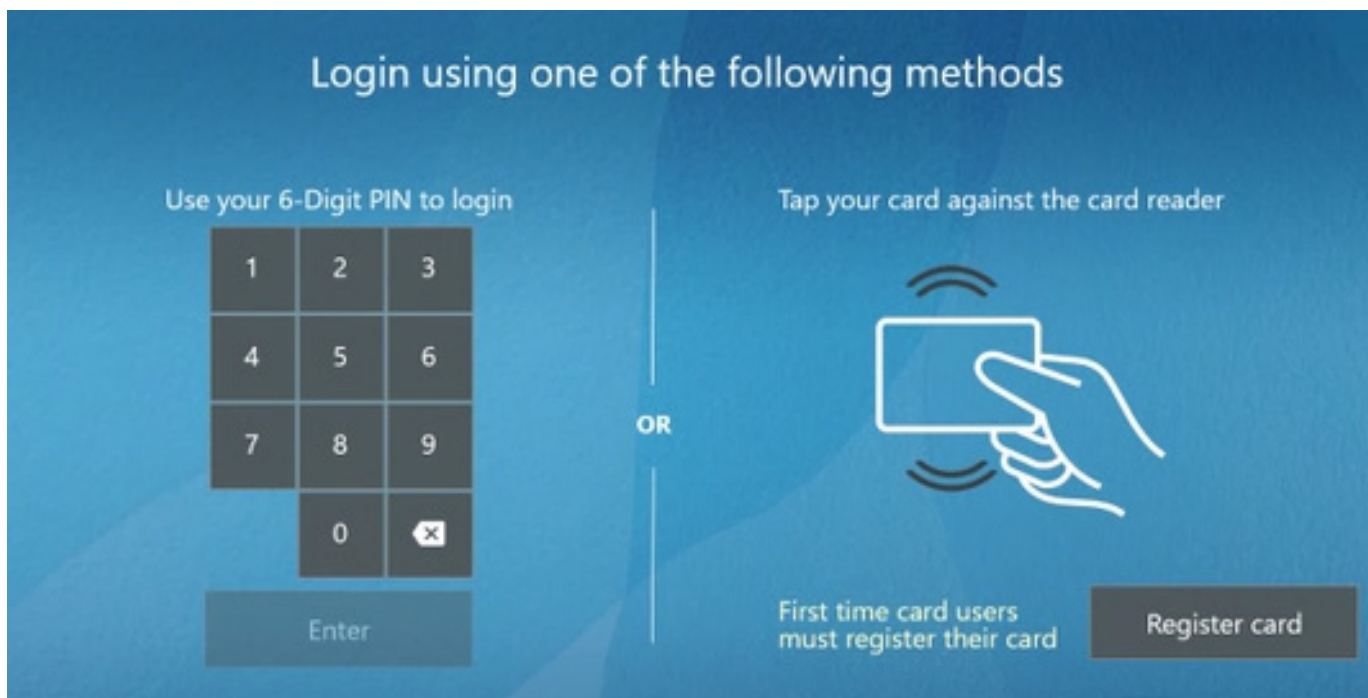 Login using one of the following methods
Use your 6-Digit PIN to login
1 2 3
4 5 6
7 8 9
0
Enter
OR
Tap your card against the card reader
First time card users
must register their card
Register card